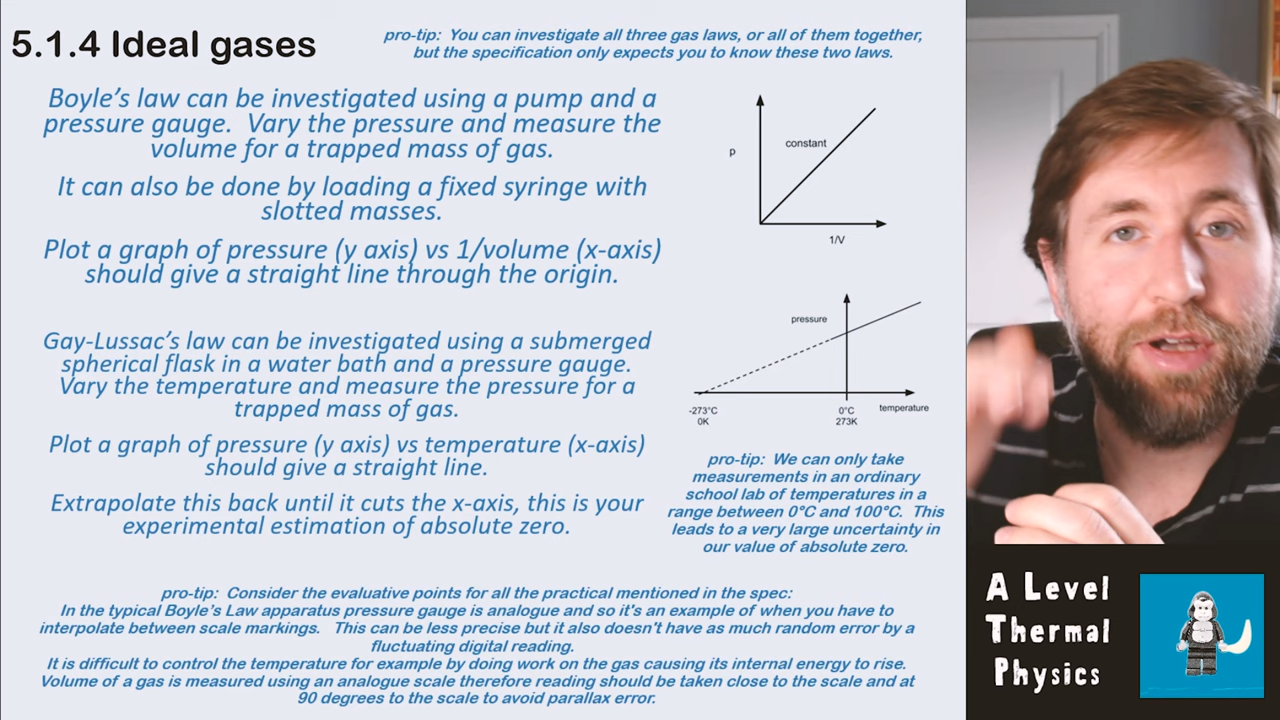 5.1.4 Ideal gases
pro-tip: You can investigate all three gas laws, or all of them together,
but the specification only expects you to know these two laws.
Boyle's law can be investigated using a pump and a
pressure gauge. Vary the pressure and measure the
volume for a trapped mass of gas.
It can also be done by loading a fixed syringe with
slotted masses.
Plot a graph of pressure (y axis) vs 1/volume (x-axis)
should give a straight line through the origin.
p
constant
1/V
Gay-Lussac's law can be investigated using a submerged
spherical flask in a water bath and a pressure gauge.
Vary the temperature and measure the pressure for a
trapped mass of gas.
Plot a graph of pressure (y axis) vs temperature (x-axis)
should give a straight line.
Extrapolate this back until it cuts the x-axis, this is your
experimental estimation of absolute zero.
pressure
-273°C
0K
0°C
273K
temperature
pro-tip: We can only take
measurements in an ordinary
school lab of temperatures in a
range between 0°C and 100°C. This
leads to a very large uncertainty in
our value of absolute zero.
pro-tip: Consider the evaluative points for all the practical mentioned in the spec:
In the typical Boyle's Law apparatus pressure gauge is analogue and so it's an example of when you have to
interpolate between scale markings. This can be less precise but it also doesn't have as much random error by a
fluctuating digital reading.
It is difficult to control the temperature for example by doing work on the gas causing its internal energy to rise.
Volume of a gas is measured using an analogue scale therefore reading should be taken close to the scale and at
90 degrees to the scale to avoid parallax error.
A Level
Thermal
Physics